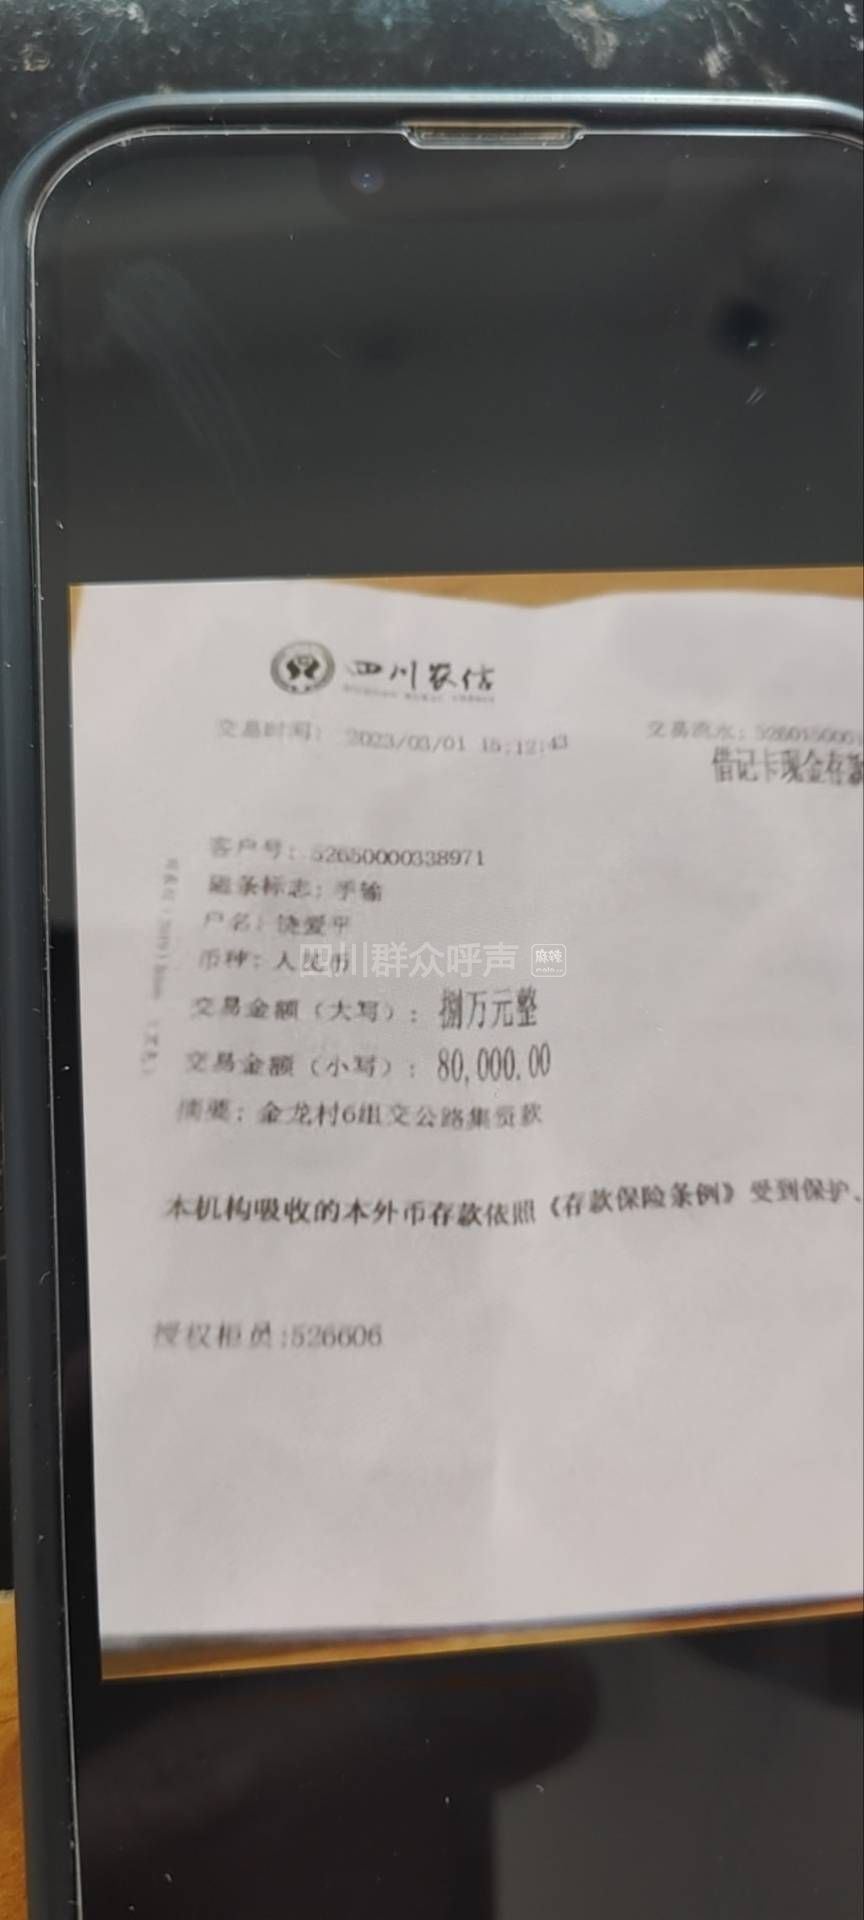 四川农信
交易时间: 2023/03/01 15:12:43
交易流水: 526015000
借记卡现金存款
客户号: 52650000338971
磁条标志: 手输
户名: 饶爱平
币种: 人民币
四川群众呼声 麻辣
交易金额(大写): 捌万元整
交易金额(小写): 80,000.00
摘要: 金龙村6组交公路集资款
本机构吸收的本外币存款依照《存款保险条例》受到保护、
授权柜员:526606